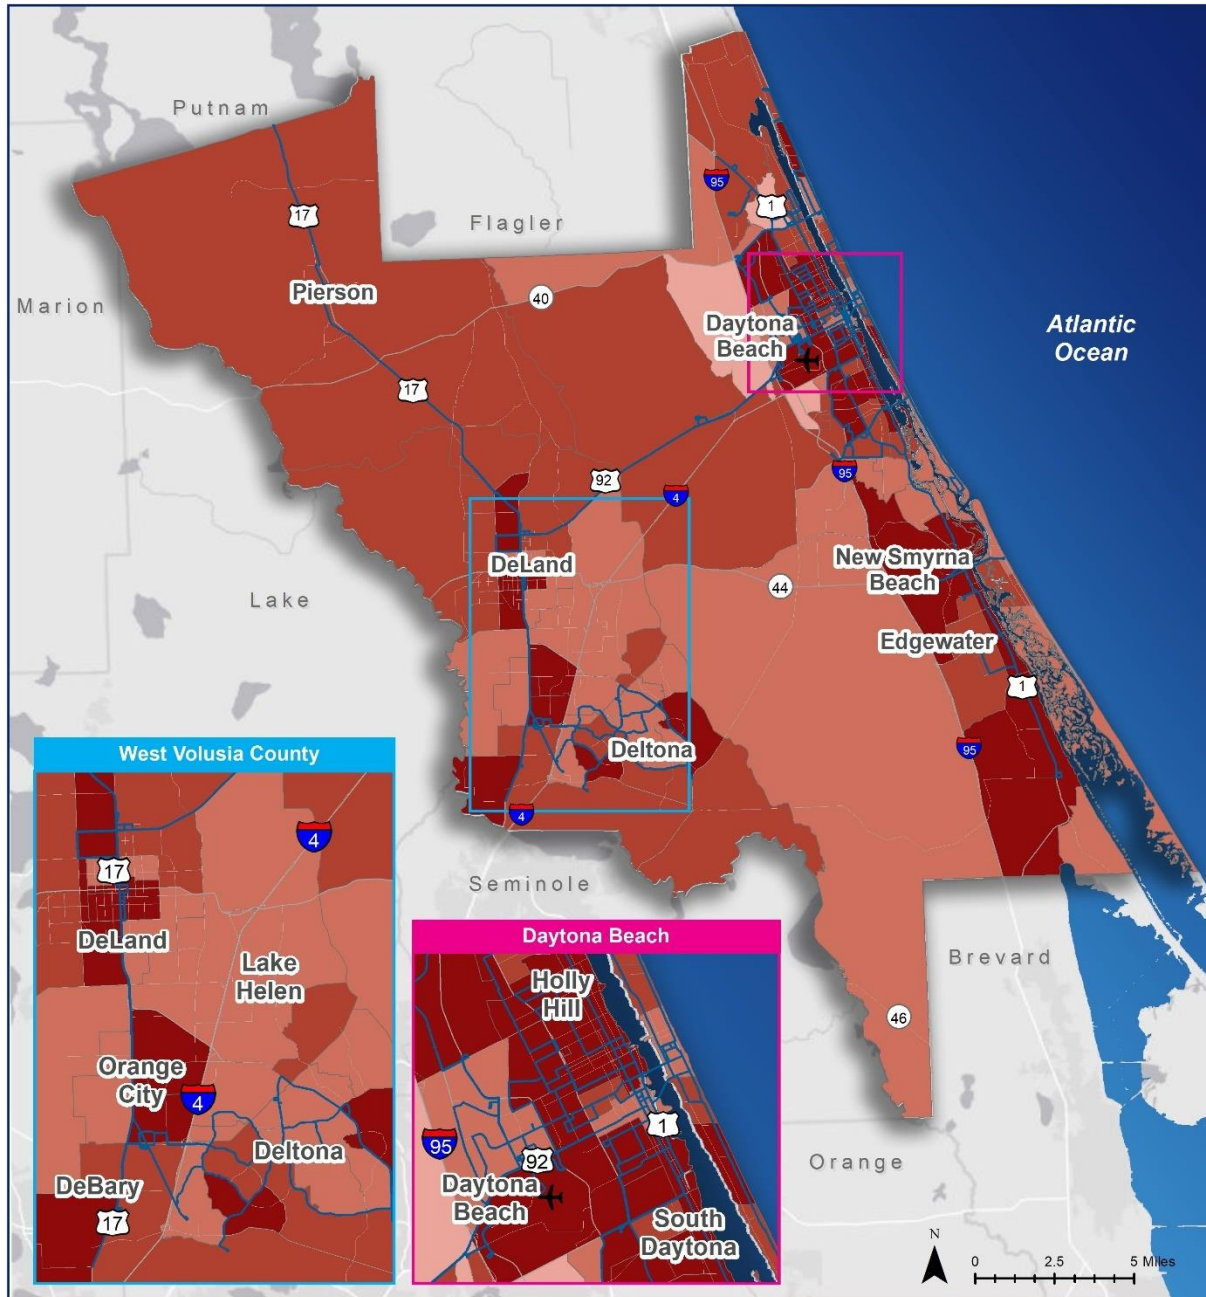 Putnam
Flagler
Marion
Lake
Seminole
Brevard
Orange
Atlantic
Ocean
17
Pierson
17
40
95
1
Daytona
Beach
92
4
95
DeLand
44
New Smyrna
Beach
Edgewater
1
95
Deltona
4
46
West Volusia County
4
17
DeLand
Lake
Helen
Orange
City
4
Deltona
DeBary
17
Daytona Beach
Holly
Hill
95
1
92
Daytona
Beach
South
Daytona
N
0 2.5 5 Miles